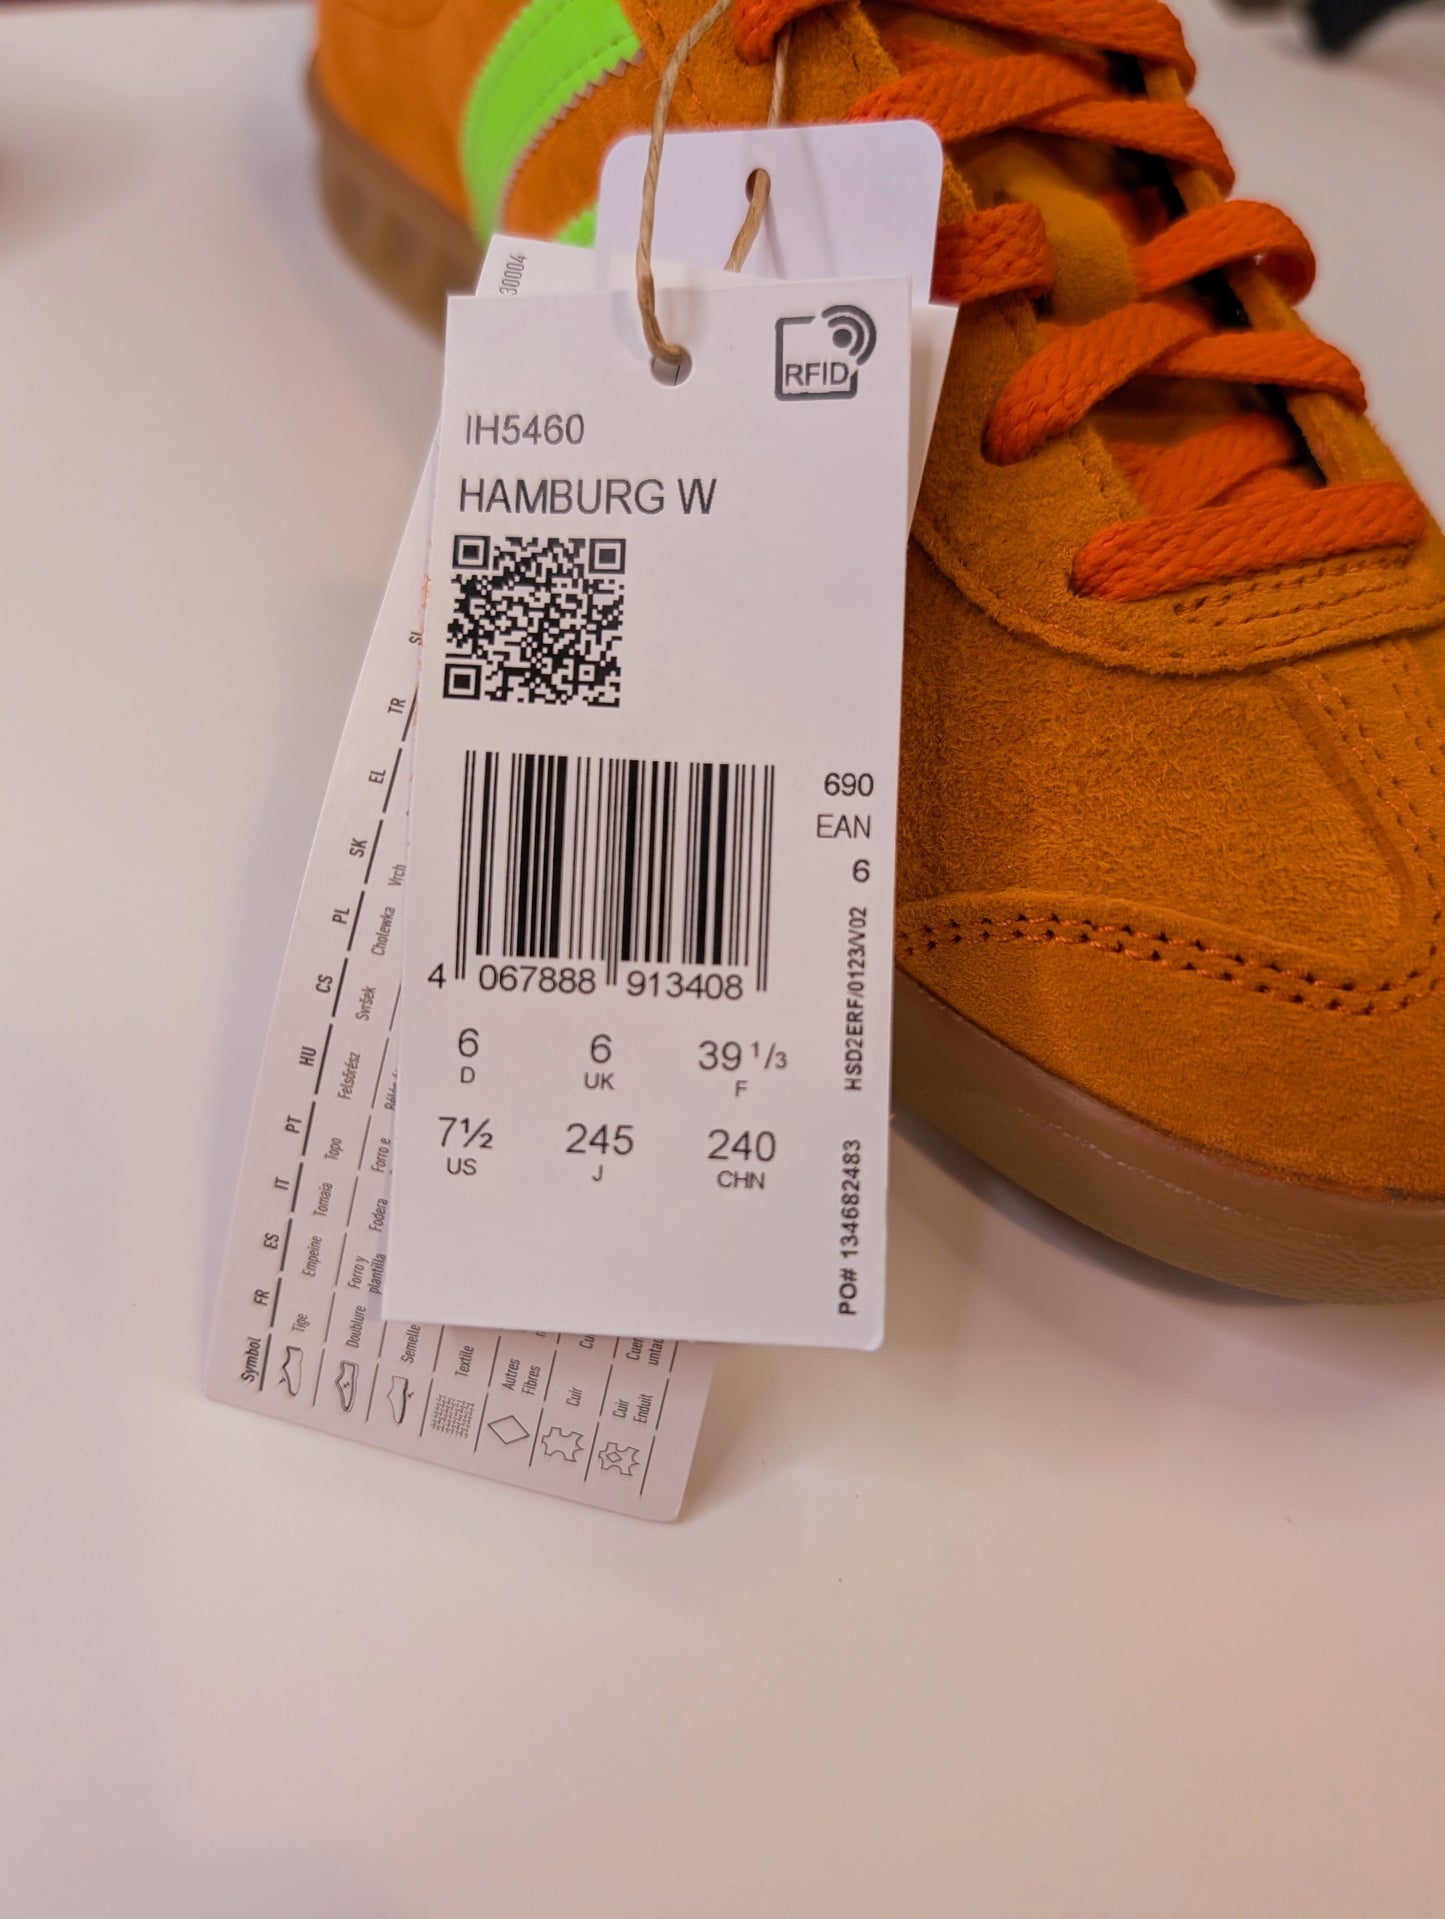 30004
RFID
IH5460
HAMBURG W
690
EAN
6
4 067888 913408
6 6 39 1/3
D UK F
7½ 245 240
US J CHN
HSD2ERF/0123/V02
PO# 134682483
Symbol FR ES IT PT HU CS PL SK EL TR SL
Tige Empeine Tomaia Topo Felsőrész Svršek Cholewka Vrch
Doublure Forro y plantilla Fodera Forro e
Semelle
Textile
Autres Fibres
Cuir
Cuir Enduit